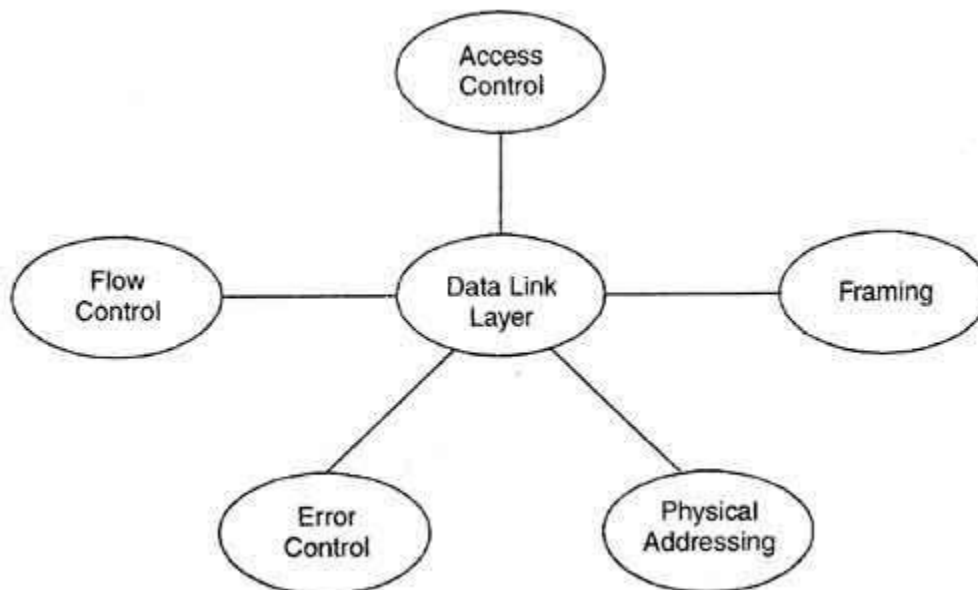 Access
Control
Flow
Control
Data Link
Layer
Framing
Error
Control
Physical
Addressing